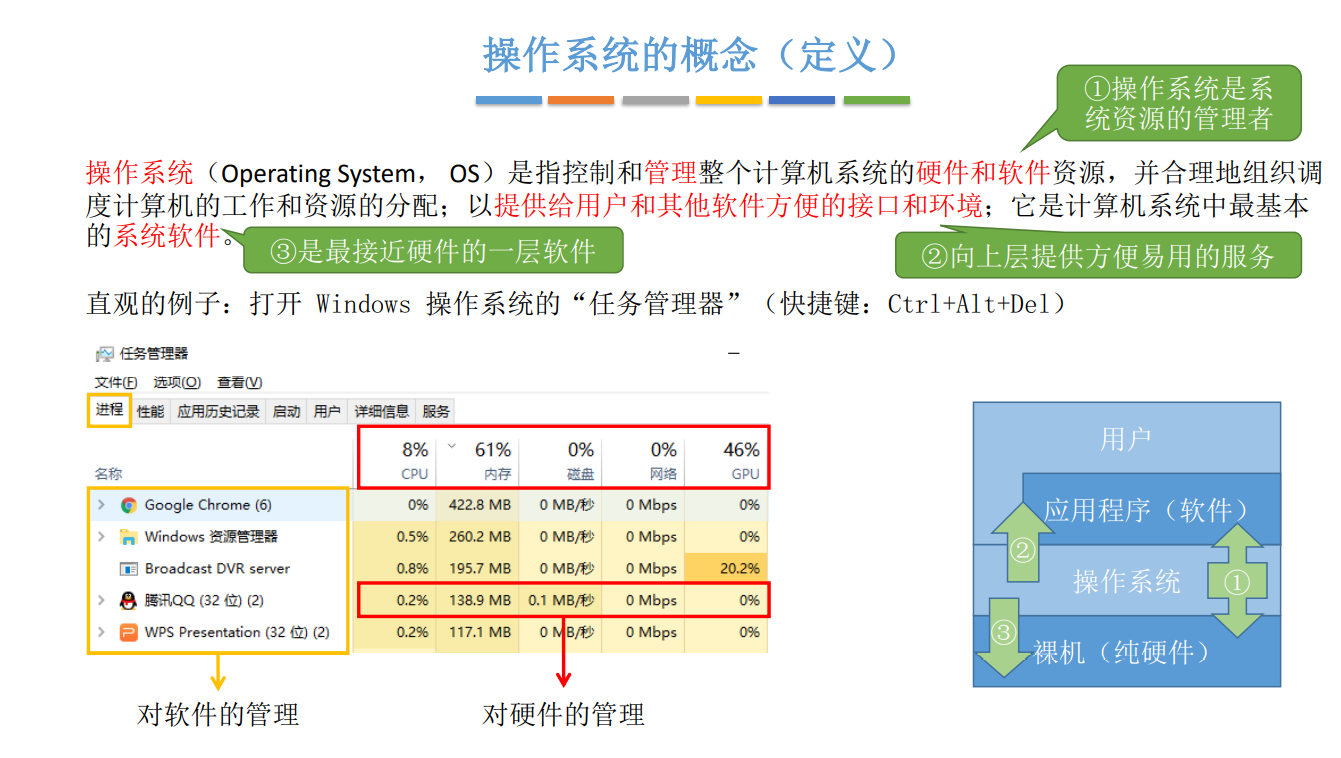 操作系统的概念（定义）
①操作系统是系
统资源的管理者
操作系统（Operating System， OS）是指控制和管理整个计算机系统的硬件和软件资源，并合理地组织调
度计算机的工作和资源的分配；以提供给用户和其他软件方便的接口和环境；它是计算机系统中最基本
的系统软件。
③是最接近硬件的一层软件
②向上层提供方便易用的服务
直观的例子：打开 Windows 操作系统的“任务管理器”（快捷键：Ctrl+Alt+Del）
任务管理器
文件(F) 选项(O) 查看(V)
进程 性能 应用历史记录 启动 用户 详细信息 服务
8% 61% 0% 0% 46%
名称 CPU 内存 磁盘 网络 GPU
Google Chrome (6) 0% 422.8 MB 0 MB/秒 0 Mbps 0%
Windows 资源管理器 0.5% 260.2 MB 0 MB/秒 0 Mbps 0%
Broadcast DVR server 0.8% 195.7 MB 0 MB/秒 0 Mbps 20.2%
腾讯QQ (32 位) (2) 0.2% 138.9 MB 0.1 MB/秒 0 Mbps 0%
WPS Presentation (32 位) (2) 0.2% 117.1 MB 0 MB/秒 0 Mbps 0%
对软件的管理
对硬件的管理
用户
应用程序（软件）
②
操作系统
①
③
裸机（纯硬件）